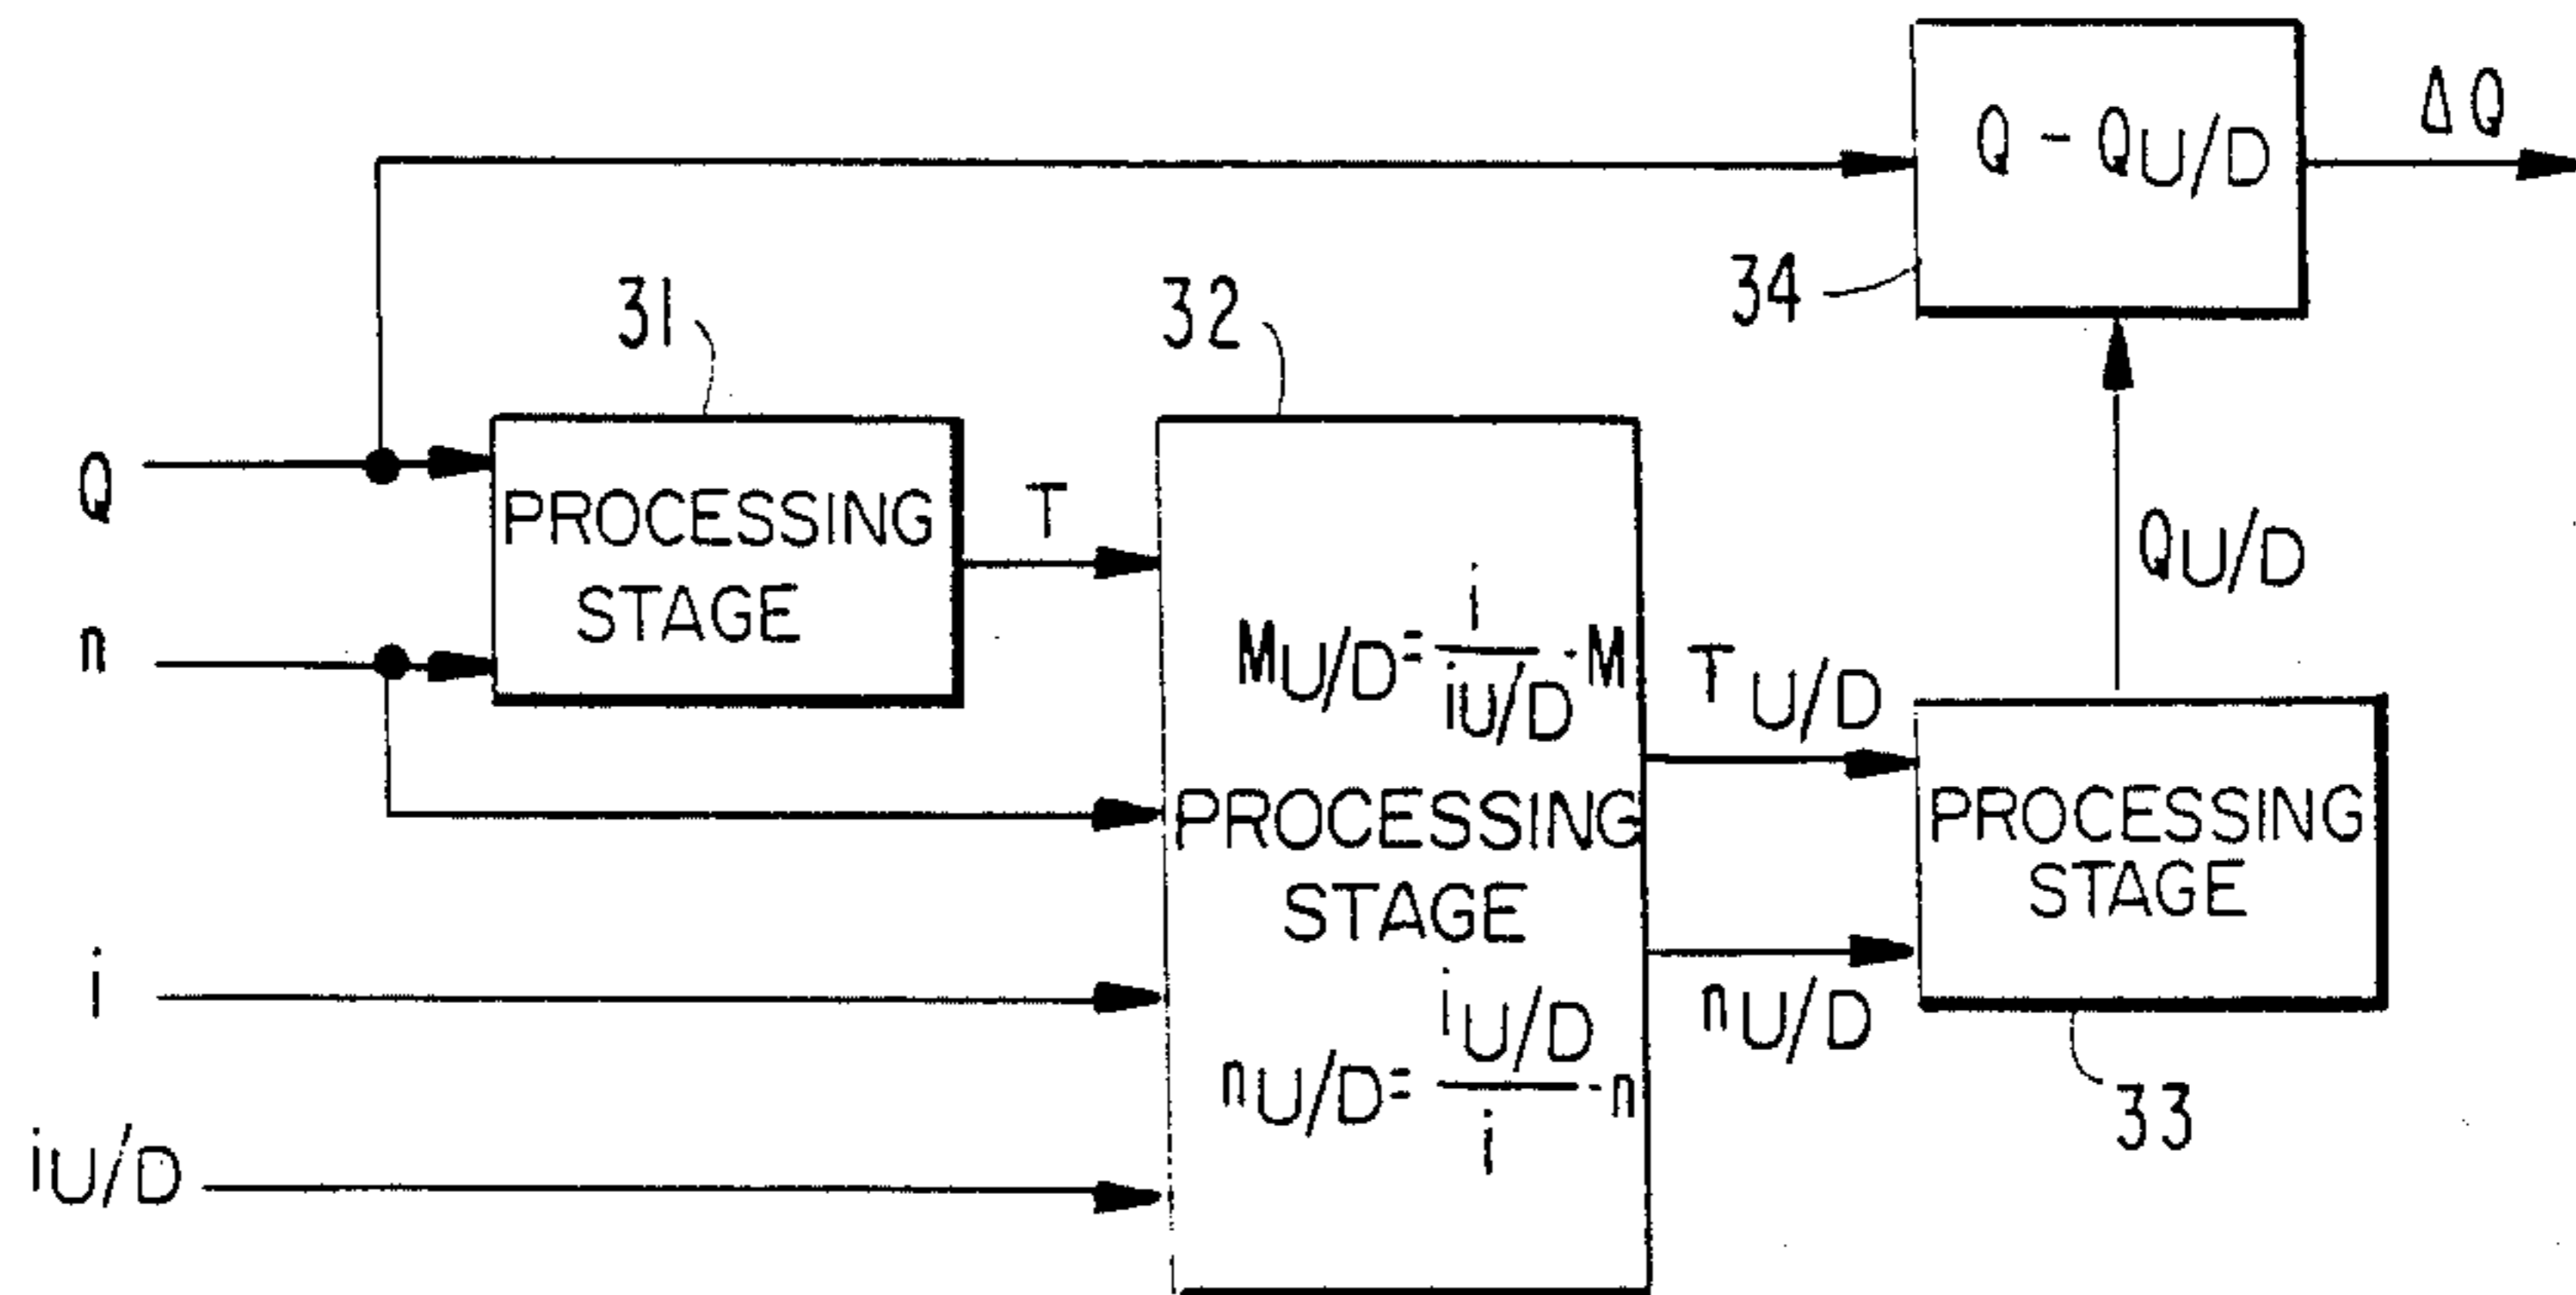 Q - QU/D
ΔQ
34
31
32
Q
n
PROCESSING
STAGE
T
MU/D = i/iU/D · M
PROCESSING
STAGE
nU/D = iU/D/i · n
TU/D
nU/D
QU/D
PROCESSING
STAGE
33
i
iU/D